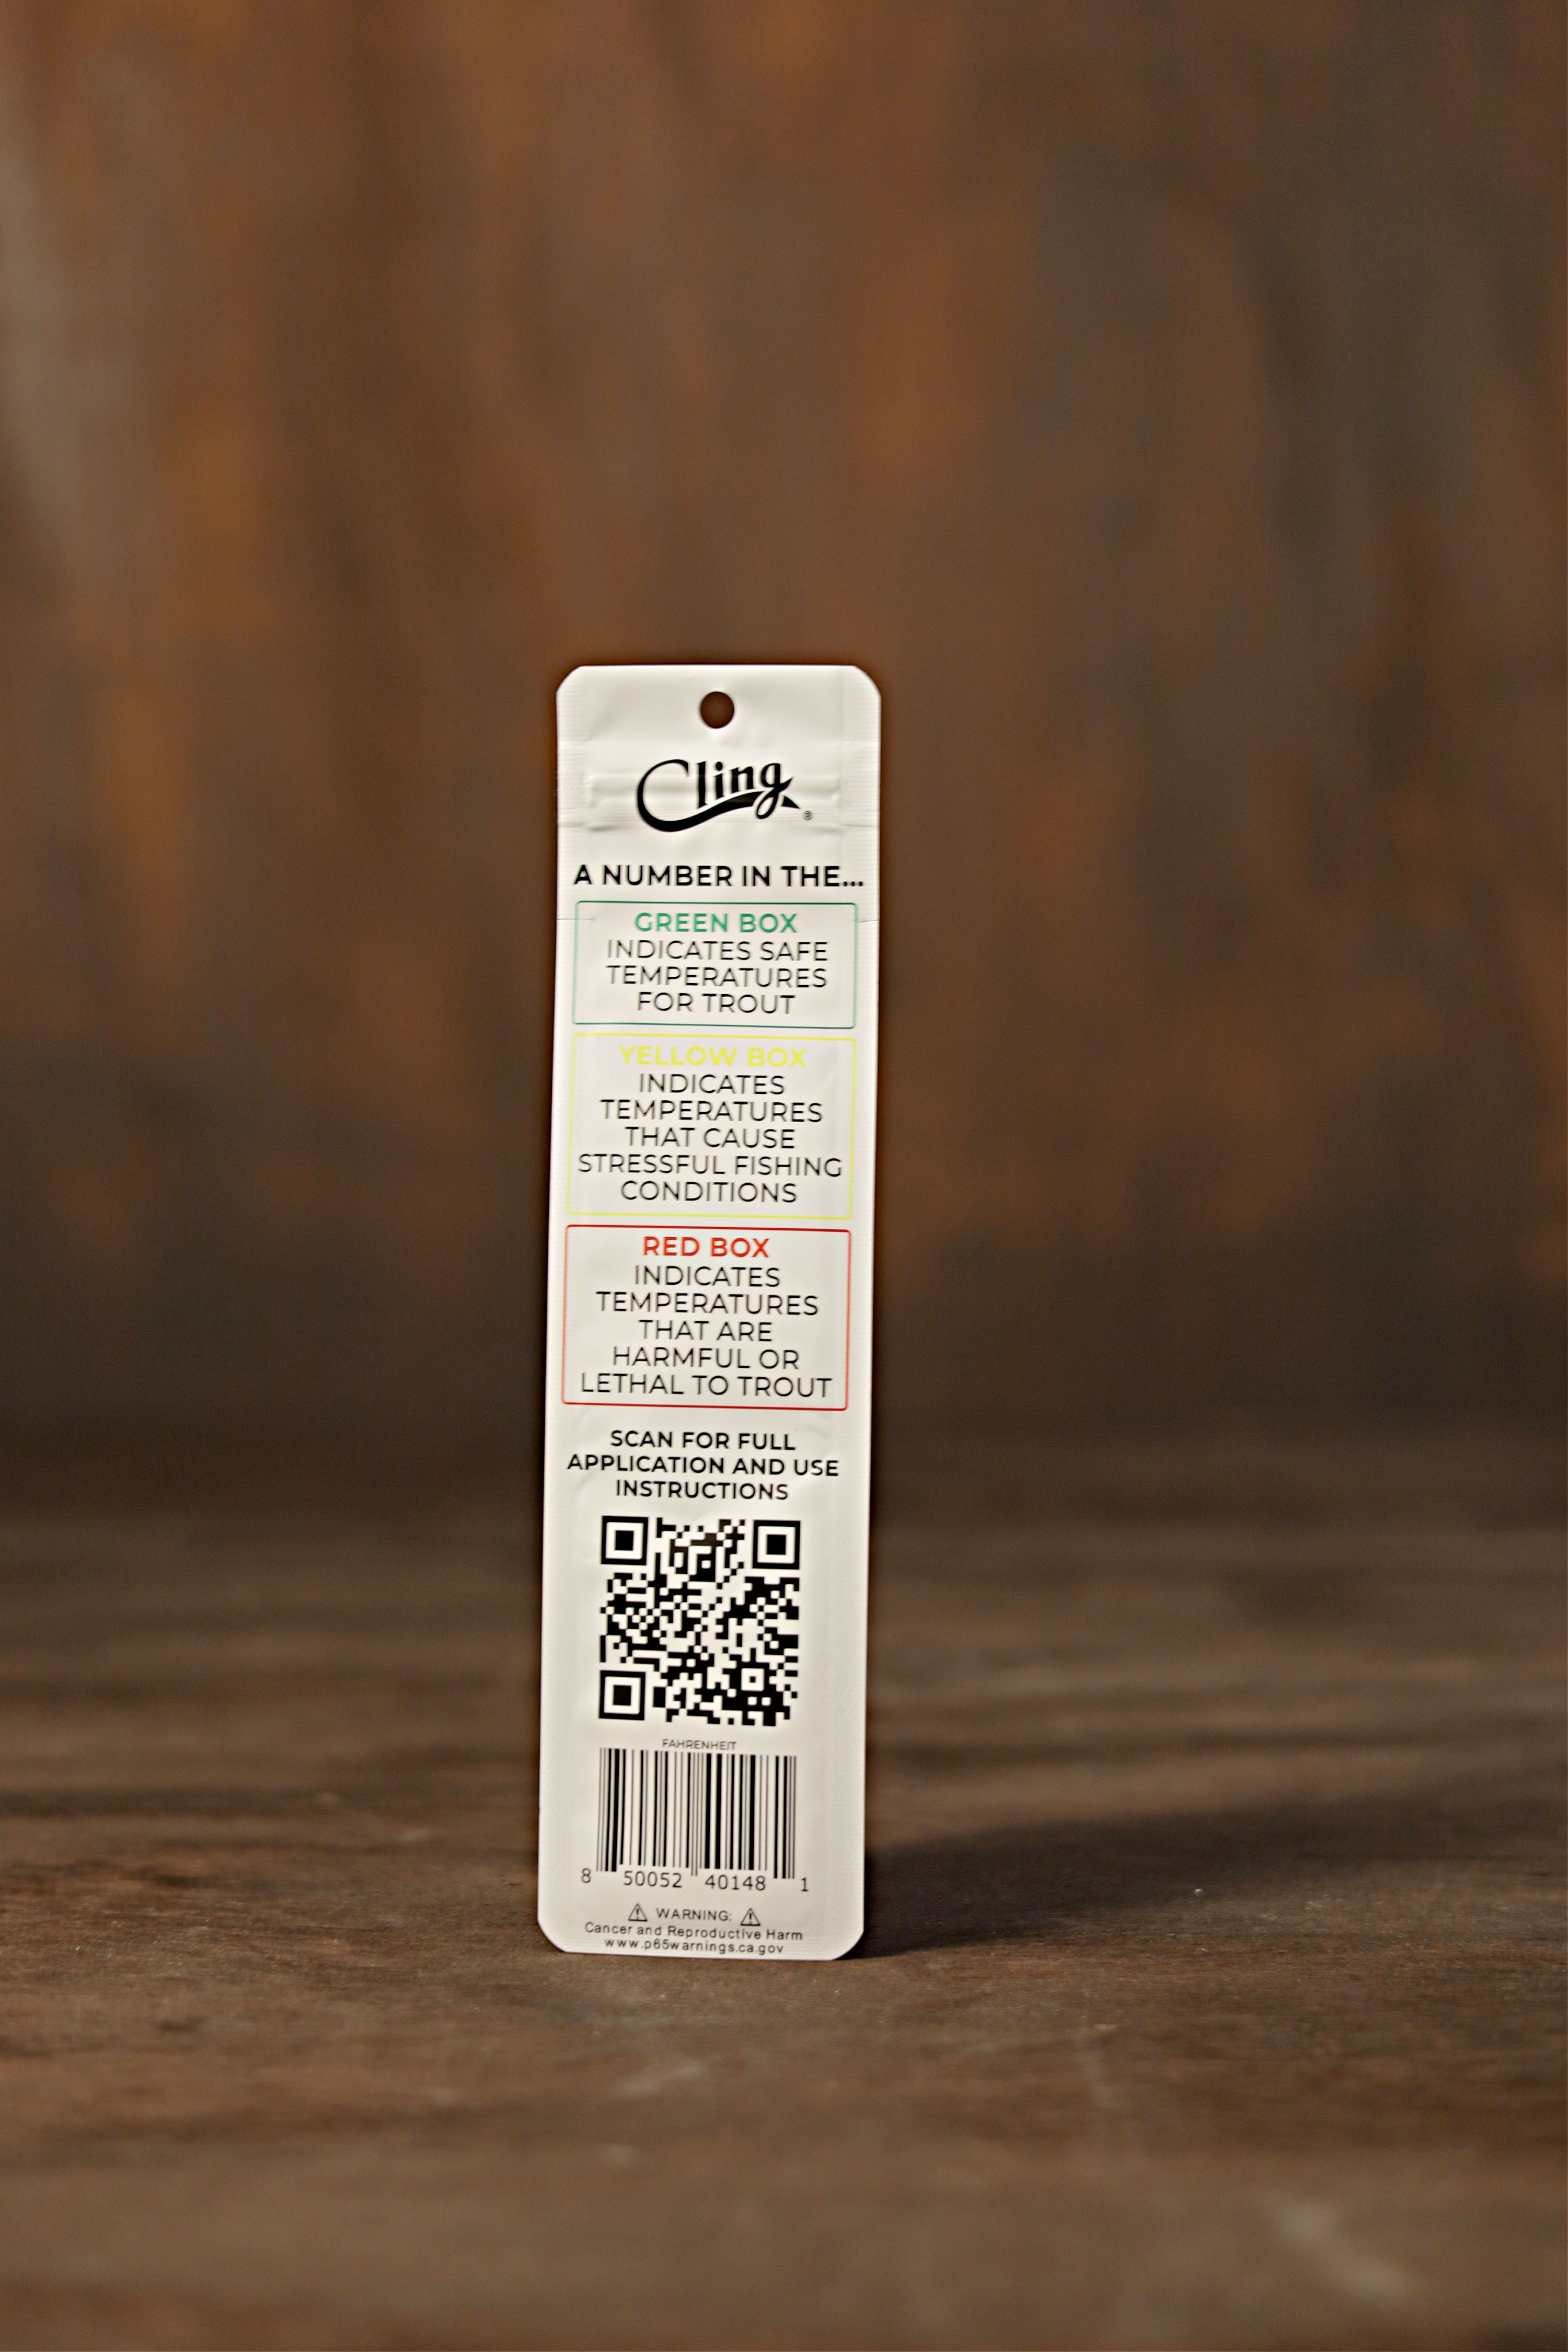 Cling®
A NUMBER IN THE...
GREEN BOX
INDICATES SAFE
TEMPERATURES
FOR TROUT
YELLOW BOX
INDICATES
TEMPERATURES
THAT CAUSE
STRESSFUL FISHING
CONDITIONS
RED BOX
INDICATES
TEMPERATURES
THAT ARE
HARMFUL OR
LETHAL TO TROUT
SCAN FOR FULL
APPLICATION AND USE
INSTRUCTIONS
FAHRENHEIT
8 50052 40148 1
⚠ WARNING: ⚠
Cancer and Reproductive Harm
www.p65warnings.ca.gov